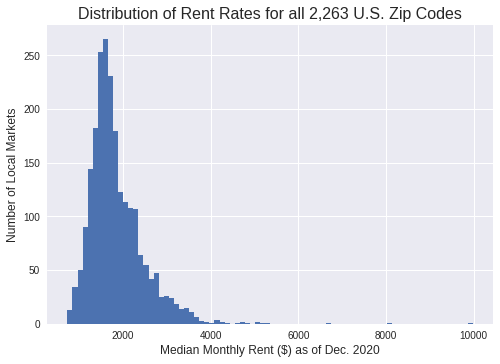 Distribution of Rent Rates for all 2,263 U.S. Zip Codes
250
200
150
100
50
0
Number of Local Markets
2000 4000 6000 8000 10000
Median Monthly Rent ($) as of Dec. 2020